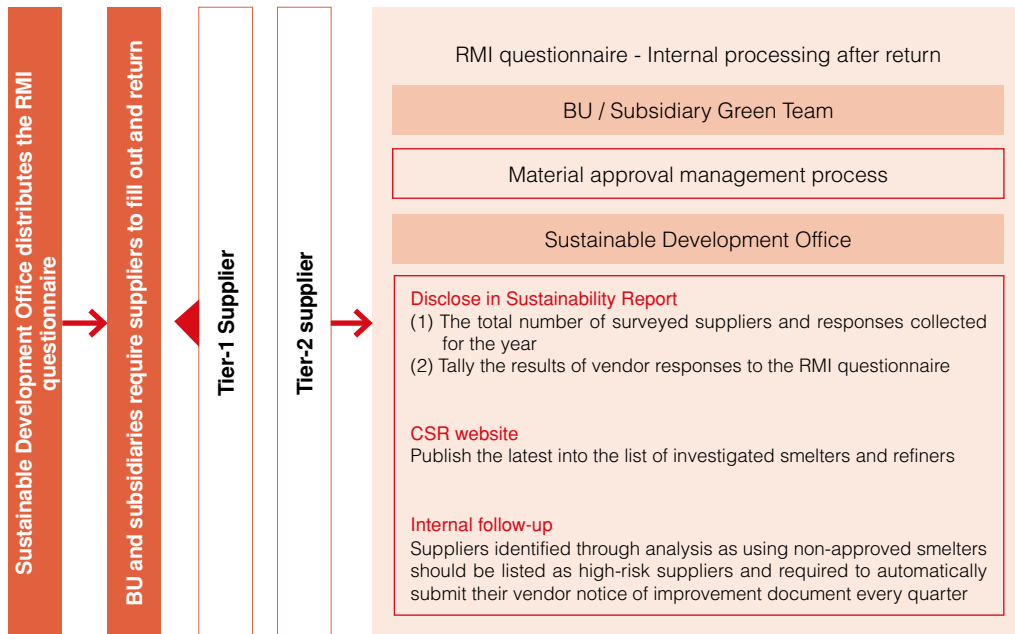 Sustainable Development Office distributes the RMI
questionnaire
BU and subsidiaries require suppliers to fill out and return
Tier-1 Supplier
Tier-2 supplier
RMI questionnaire - Internal processing after return
BU / Subsidiary Green Team
Material approval management process
Sustainable Development Office
Disclose in Sustainability Report
(1) The total number of surveyed suppliers and responses collected
for the year
(2) Tally the results of vendor responses to the RMI questionnaire
CSR website
Publish the latest into the list of investigated smelters and refiners
Internal follow-up
Suppliers identified through analysis as using non-approved smelters
should be listed as high-risk suppliers and required to automatically
submit their vendor notice of improvement document every quarter